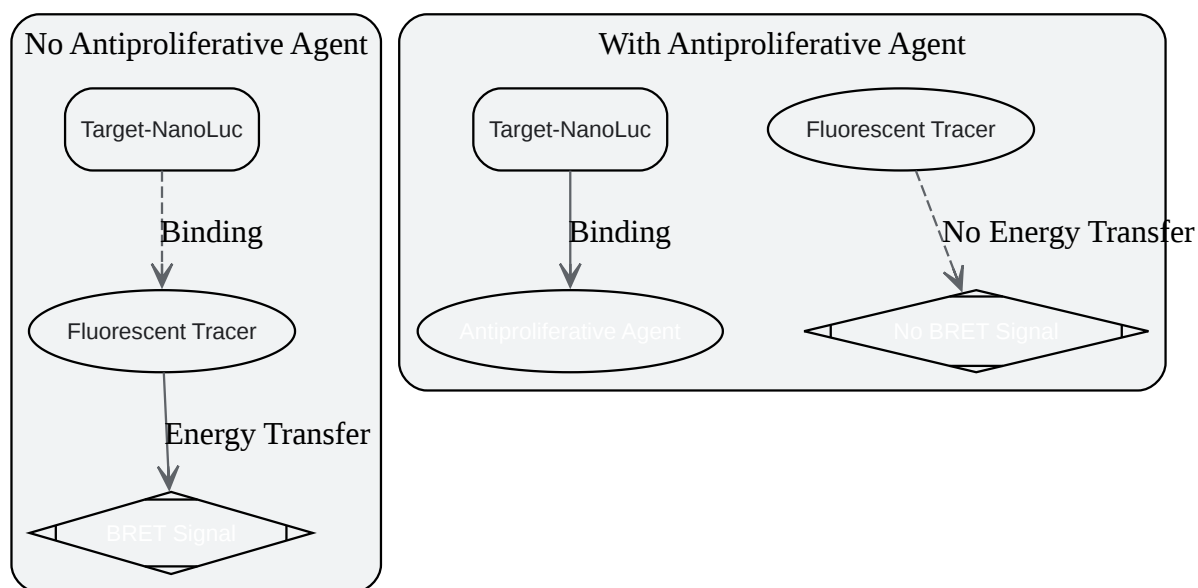 No Antiproliferative Agent
Target-NanoLuc
Binding
Fluorescent Tracer
Energy Transfer
BRET Signal
With Antiproliferative Agent
Target-NanoLuc
Fluorescent Tracer
Binding
No Energy Transfer
Antiproliferative Agent
No BRET Signal